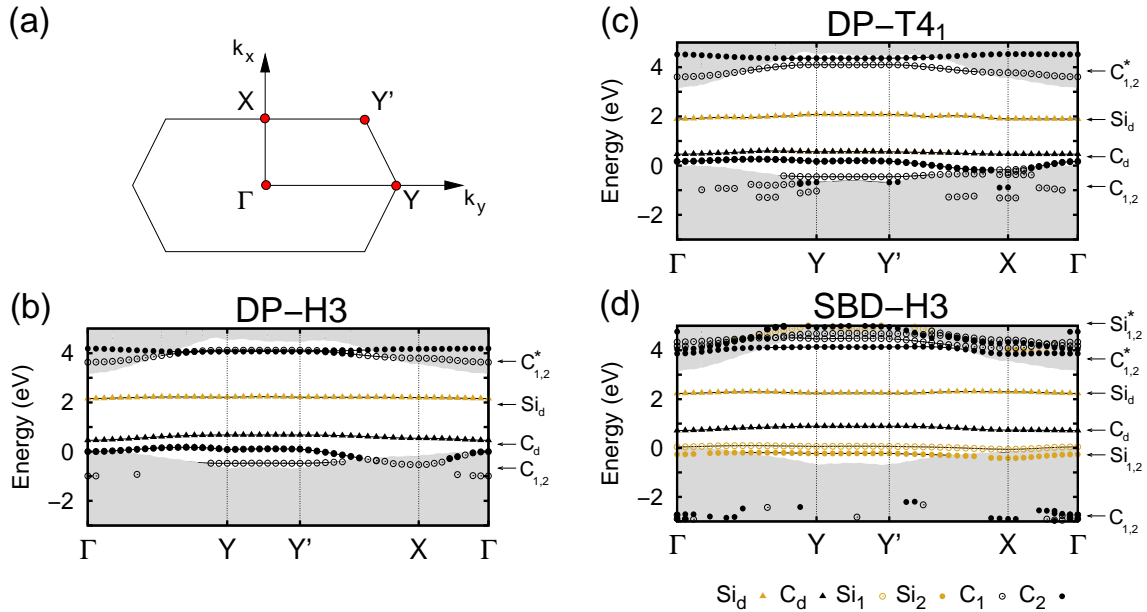 (a)
k_x
X
Y'
Γ
Y
k_y
(b)
DP−H3
Energy (eV)
4
2
0
−2
Γ
Y
Y'
X
Γ
C*_1,2
Si_d
C_d
C_1,2
(c)
DP−T4_1
Energy (eV)
4
2
0
−2
Γ
Y
Y'
X
Γ
C*_1,2
Si_d
C_d
C_1,2
(d)
SBD−H3
Energy (eV)
4
2
0
−2
Γ
Y
Y'
X
Γ
Si*_1,2
C*_1,2
Si_d
C_d
Si_1,2
C_1,2
Si_d C_d Si_1 Si_2 C_1 C_2